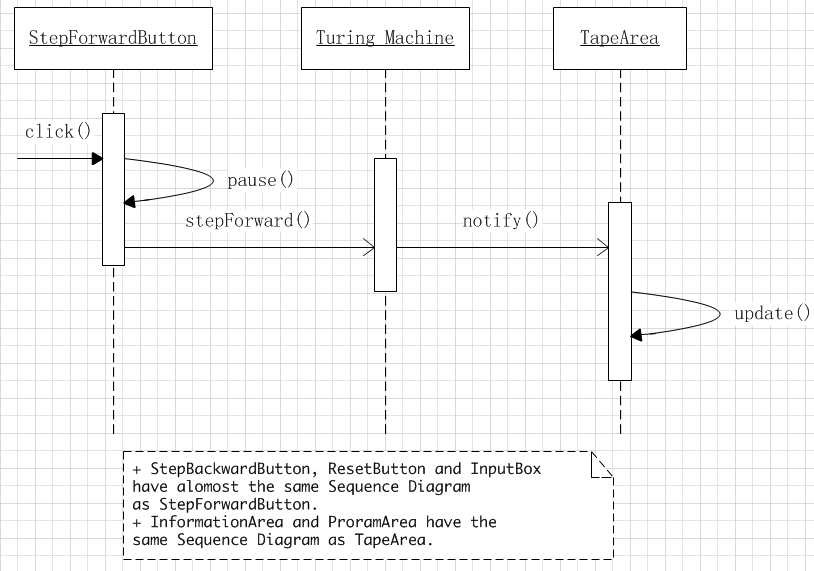 StepForwardButton
Turing Machine
TapeArea
click()
pause()
stepForward()
notify()
update()
+ StepBackwardButton, ResetButton and InputBox
have alomost the same Sequence Diagram
as StepForwardButton.
+ InformationArea and ProramArea have the
same Sequence Diagram as TapeArea.